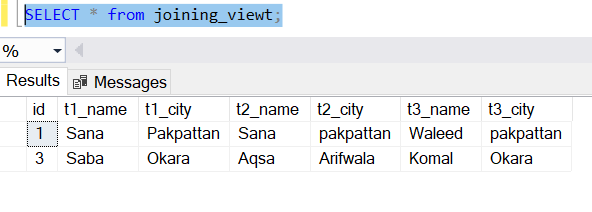 SELECT * from joining_viewt;
%
Results Messages
id t1_name t1_city t2_name t2_city t3_name t3_city
1 Sana Pakpattan Sana pakpattan Waleed pakpattan
3 Saba Okara Aqsa Arifwala Komal Okara